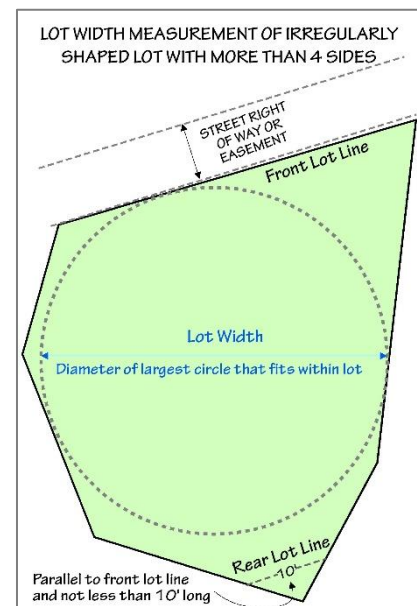 LOT WIDTH MEASUREMENT OF IRREGULARLY
SHAPED LOT WITH MORE THAN 4 SIDES
STREET RIGHT
OF WAY OR
EASEMENT
Front Lot Line
Lot Width
Diameter of largest circle that fits within lot
Rear Lot Line
10'
Parallel to front lot line
and not less than 10' long